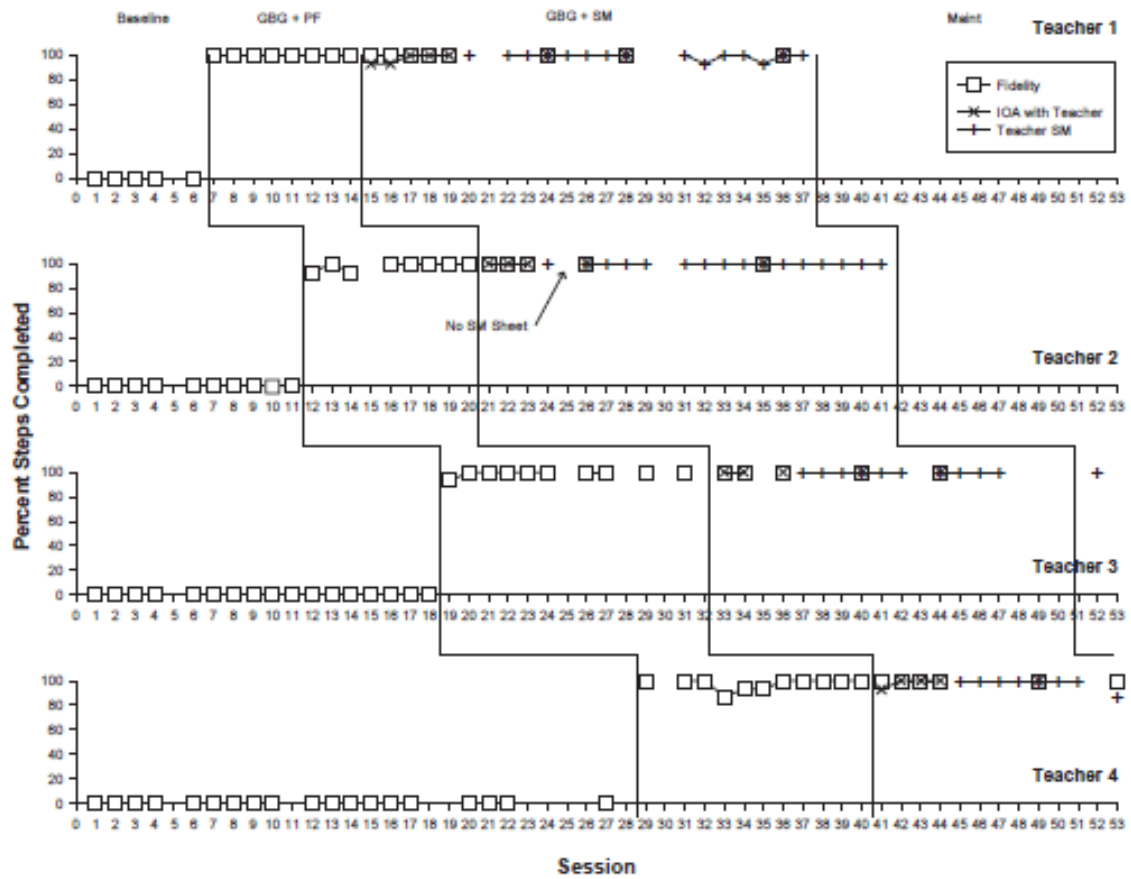 Baseline GBG + PF GBG + SM Maint
Teacher 1
Fidelity
IOA with Teacher
Teacher SM
100
80
60
40
20
0
0 1 2 3 4 5 6 7 8 9 10 11 12 13 14 15 16 17 18 19 20 21 22 23 24 25 26 27 28 29 30 31 32 33 34 35 36 37 38 39 40 41 42 43 44 45 46 47 48 49 50 51 52 53
100
80
60
40
20
0
No SM Sheet
Teacher 2
0 1 2 3 4 5 6 7 8 9 10 11 12 13 14 15 16 17 18 19 20 21 22 23 24 25 26 27 28 29 30 31 32 33 34 35 36 37 38 39 40 41 42 43 44 45 46 47 48 49 50 51 52 53
Percent Steps Completed
100
80
60
40
20
0
Teacher 3
0 1 2 3 4 5 6 7 8 9 10 11 12 13 14 15 16 17 18 19 20 21 22 23 24 25 26 27 28 29 30 31 32 33 34 35 36 37 38 39 40 41 42 43 44 45 46 47 48 49 50 51 52 53
100
80
60
40
20
0
Teacher 4
0 1 2 3 4 5 6 7 8 9 10 11 12 13 14 15 16 17 18 19 20 21 22 23 24 25 26 27 28 29 30 31 32 33 34 35 36 37 38 39 40 41 42 43 44 45 46 47 48 49 50 51 52 53
Session